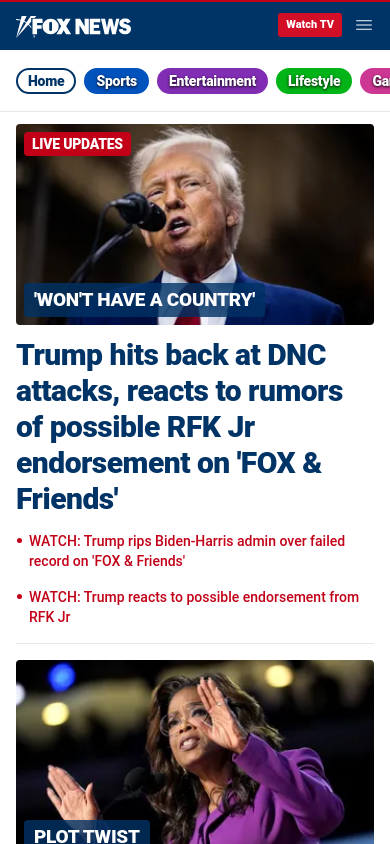 FOX NEWS
Watch TV
Home
Sports
Entertainment
Lifestyle
LIVE UPDATES
'WON'T HAVE A COUNTRY'
Trump hits back at DNC
attacks, reacts to rumors
of possible RFK Jr
endorsement on 'FOX &
Friends'
WATCH: Trump rips Biden-Harris admin over failed
record on 'FOX & Friends'
WATCH: Trump reacts to possible endorsement from
RFK Jr
PLOT TWIST